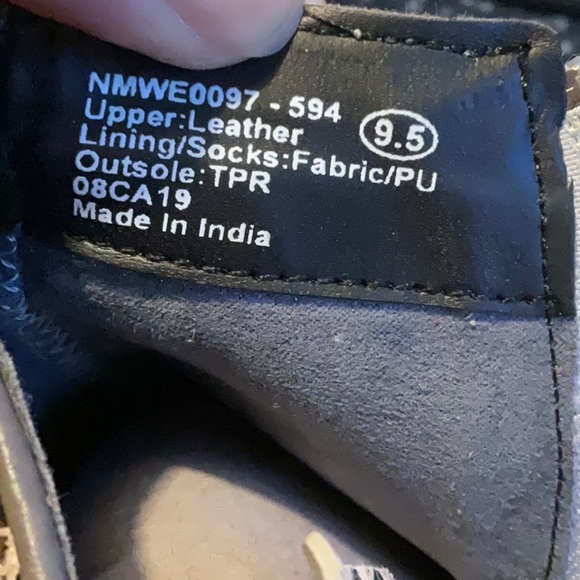 NMWE0097 - 594
Upper:Leather 9.5
Lining/Socks:Fabric/PU
Outsole:TPR
08CA19
Made In India